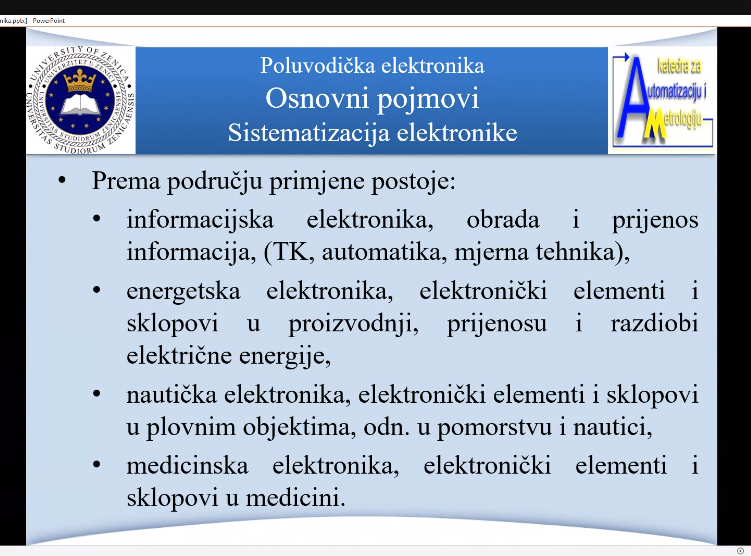 nika.pptx] - PowerPoint
UNIVERSITY OF ZENICA
UNIVERZITET U ZENICI
UNIVERSITAS STUDIORUM ZENICAENSIS
Poluvodička elektronika
Osnovni pojmovi
Sistematizacija elektronike
katedra za
Automatizaciju i
Metrologiju
• Prema području primjene postoje:
• informacijska elektronika, obrada i prijenos
informacija, (TK, automatika, mjerna tehnika),
• energetska elektronika, elektronički elementi i
sklopovi u proizvodnji, prijenosu i razdiobi
električne energije,
• nautička elektronika, elektronički elementi i sklopovi
u plovnim objektima, odn. u pomorstvu i nautici,
• medicinska elektronika, elektronički elementi i
sklopovi u medicini.